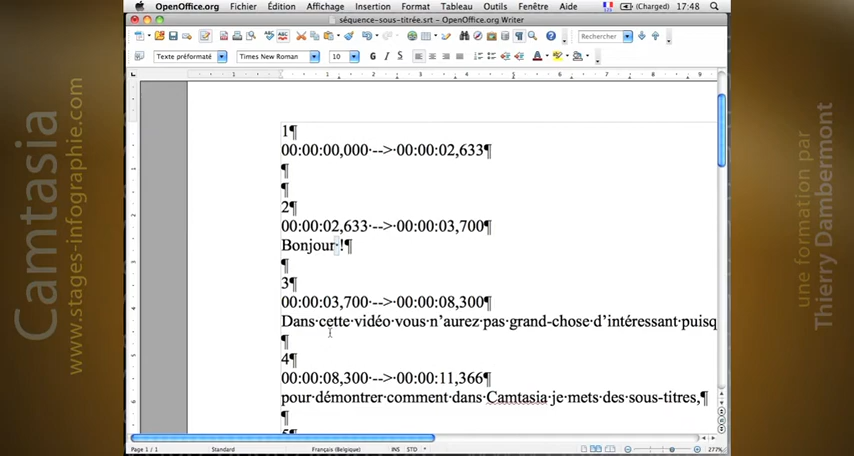 OpenOffice.org Fichier Édition Affichage Insertion Format Tableau Outils Fenêtre Aide (Charged) 17:48
séquence-sous-titrée.srt - OpenOffice.org Writer
Rechercher
Texte préformaté Times New Roman 10 G I S
1¶
00:00:00,000·-->·00:00:02,633¶
¶
¶
2¶
00:00:02,633·-->·00:00:03,700¶
Bonjour·!¶
¶
3¶
00:00:03,700·-->·00:00:08,300¶
Dans·cette·vidéo·vous·n’aurez·pas·grand-chose·d’intéressant·puisq
¶
4¶
00:00:08,300·-->·00:00:11,366¶
pour·démontrer·comment·dans·Camtasia·je·mets·des·sous-titres,¶
¶
5¶
Page 1 / 1 Standard Français (Belgique) INS STD * 277%
Camtasia
www.stages-infographie.com
une formation par
Thierry Dambermont